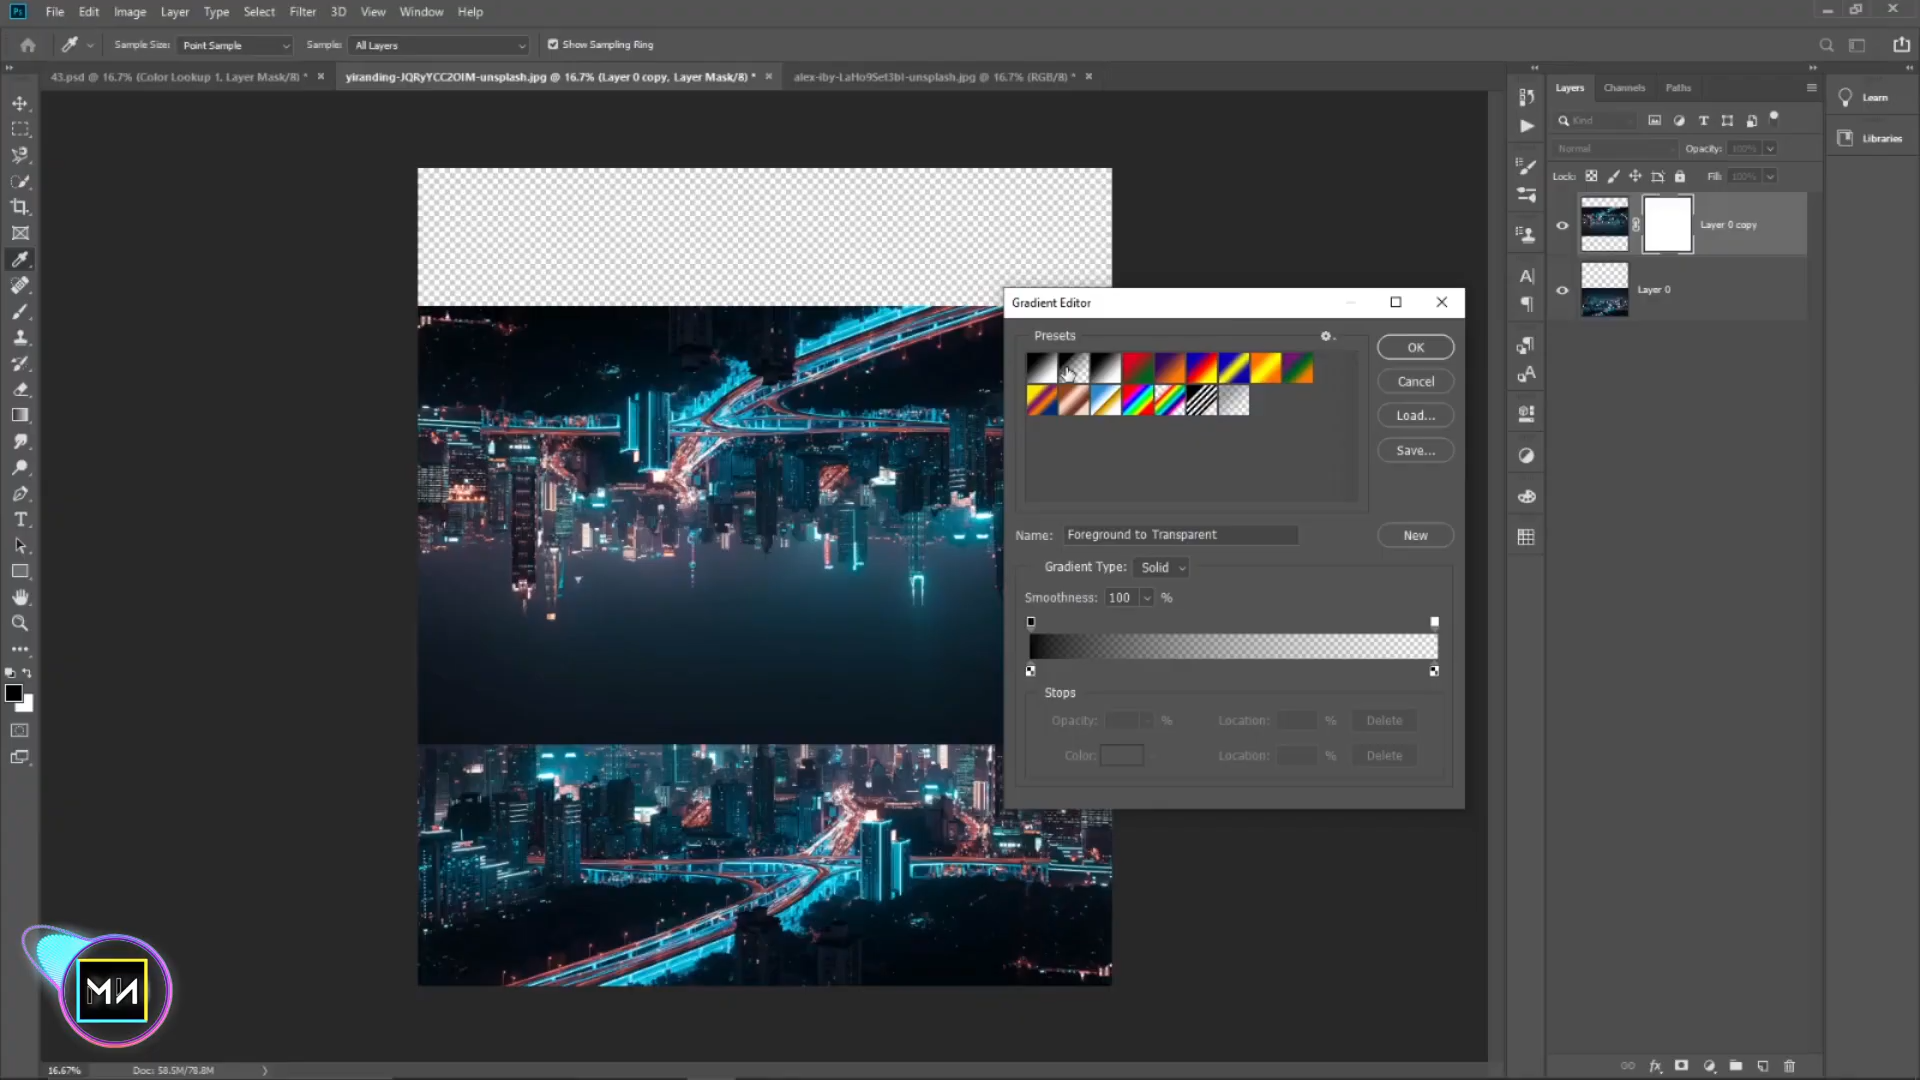 Ps File Edit Image Layer Type Select Filter 3D View Window Help
Sample Size: Point Sample Sample: All Layers Show Sampling Ring
43.psd @ 16.7% (Color Lookup 1, Layer Mask/8) * × yiranding-JQRyYCC2OIM-unsplash.jpg @ 16.7% (Layer 0 copy, Layer Mask/8) * × alex-iby-LaHo9Set3bI-unsplash.jpg @ 16.7% (RGB/8) * ×
Layers Channels Paths
Learn
Kind
Libraries
Normal Opacity: 100%
Lock: Fill: 100%
Layer 0 copy
Layer 0
Gradient Editor
Presets
OK
Cancel
Load...
Save...
Name: Foreground to Transparent New
Gradient Type: Solid
Smoothness: 100 %
Stops
Opacity: % Location: % Delete
Color: Location: % Delete
MN
16.67% Doc: 58.5M/78.8M